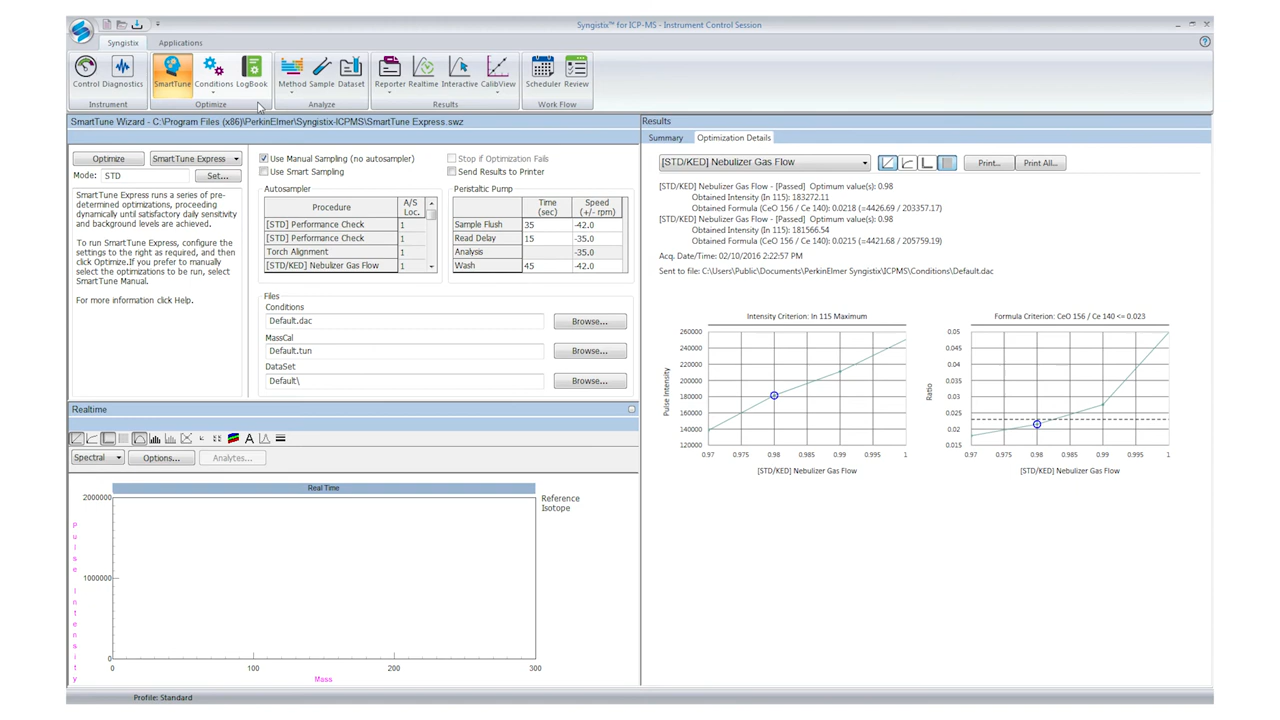 Syngistix™ for ICP-MS - Instrument Control Session
Syngistix Applications
Control Diagnostics SmartTune Conditions LogBook Method Sample Dataset Reporter Realtime Interactive CalibView Scheduler Review
Instrument Optimize Analyze Results Work Flow
SmartTune Wizard - C:\Program Files (x86)\PerkinElmer\Syngistix-ICPMS\SmartTune Express.swz
Optimize SmartTune Express
Mode: STD Set...
SmartTune Express runs a series of pre-
determined optimizations, proceeding
dynamically until satisfactory daily sensitivity
and background levels are achieved.
To run SmartTune Express, configure the
settings to the right as required, and then
click Optimize.If you prefer to manually
select the optimizations to be run, select
SmartTune Manual.
For more information click Help.
Use Manual Sampling (no autosampler)
Use Smart Sampling
Stop if Optimization Fails
Send Results to Printer
Autosampler
Procedure A/S Loc.
[STD] Performance Check 1
[STD] Performance Check 1
Torch Alignment 1
[STD/KED] Nebulizer Gas Flow 1
Peristaltic Pump
Time (sec) Speed (+/- rpm)
Sample Flush 35 -42.0
Read Delay 15 -35.0
Analysis -35.0
Wash 45 -42.0
Files
Conditions
Default.dac Browse...
MassCal
Default.tun Browse...
DataSet
Default\ Browse...
Realtime
Spectral Options... Analytes...
Real Time
Reference
Isotope
2000000
1000000
0
Pulse Intensity
0 100 200 300
Mass
Results
Summary Optimization Details
[STD/KED] Nebulizer Gas Flow Print... Print All...
[STD/KED] Nebulizer Gas Flow - [Passed] Optimum value(s): 0.98
Obtained Intensity (In 115): 183272.11
Obtained Formula (CeO 156 / Ce 140): 0.0218 (=4426.69 / 203357.17)
[STD/KED] Nebulizer Gas Flow - [Passed] Optimum value(s): 0.98
Obtained Intensity (In 115): 181566.54
Obtained Formula (CeO 156 / Ce 140): 0.0215 (=4421.68 / 205759.19)
Acq. Date/Time: 02/10/2016 2:22:57 PM
Sent to file: C:\Users\Public\Documents\PerkinElmer Syngistix\ICPMS\Conditions\Default.dac
Intensity Criterion: In 115 Maximum
260000
240000
220000
200000
180000
160000
140000
120000
Pulse Intensity
0.97 0.975 0.98 0.985 0.99 0.995 1
[STD/KED] Nebulizer Gas Flow
Formula Criterion: CeO 156 / Ce 140 <= 0.023
0.05
0.045
0.04
0.035
0.03
0.025
0.02
0.015
Ratio
0.97 0.975 0.98 0.985 0.99 0.995 1
[STD/KED] Nebulizer Gas Flow
Profile: Standard